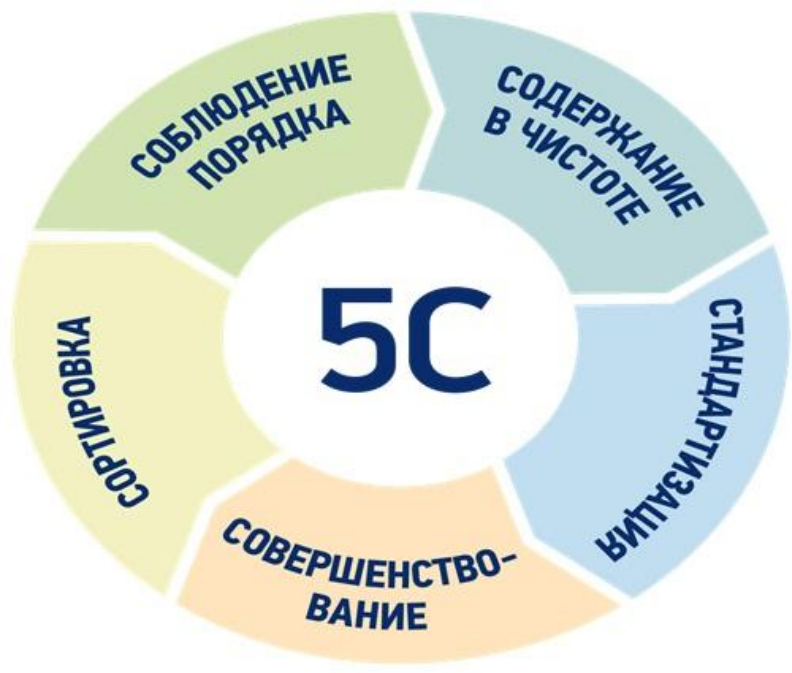 СОБЛЮДЕНИЕ
ПОРЯДКА
СОДЕРЖАНИЕ
В ЧИСТОТЕ
СОРТИРОВКА
5С
СТАНДАРТИЗАЦИЯ
СОВЕРШЕНСТВО-
ВАНИЕ